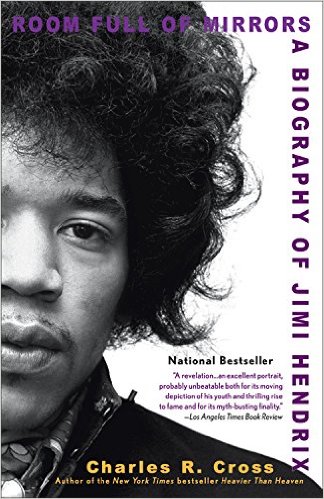 ROOM FULL OF MIRRORS
A BIOGRAPHY OF JIMI HENDRIX
National Bestseller
"A revelation...an excellent portrait,
probably unbeatable both for its moving
depiction of his youth and thrilling rise
to fame and for its myth-busting finality."
—Los Angeles Times Book Review
Charles R. Cross
Author of the New York Times bestseller Heavier Than Heaven